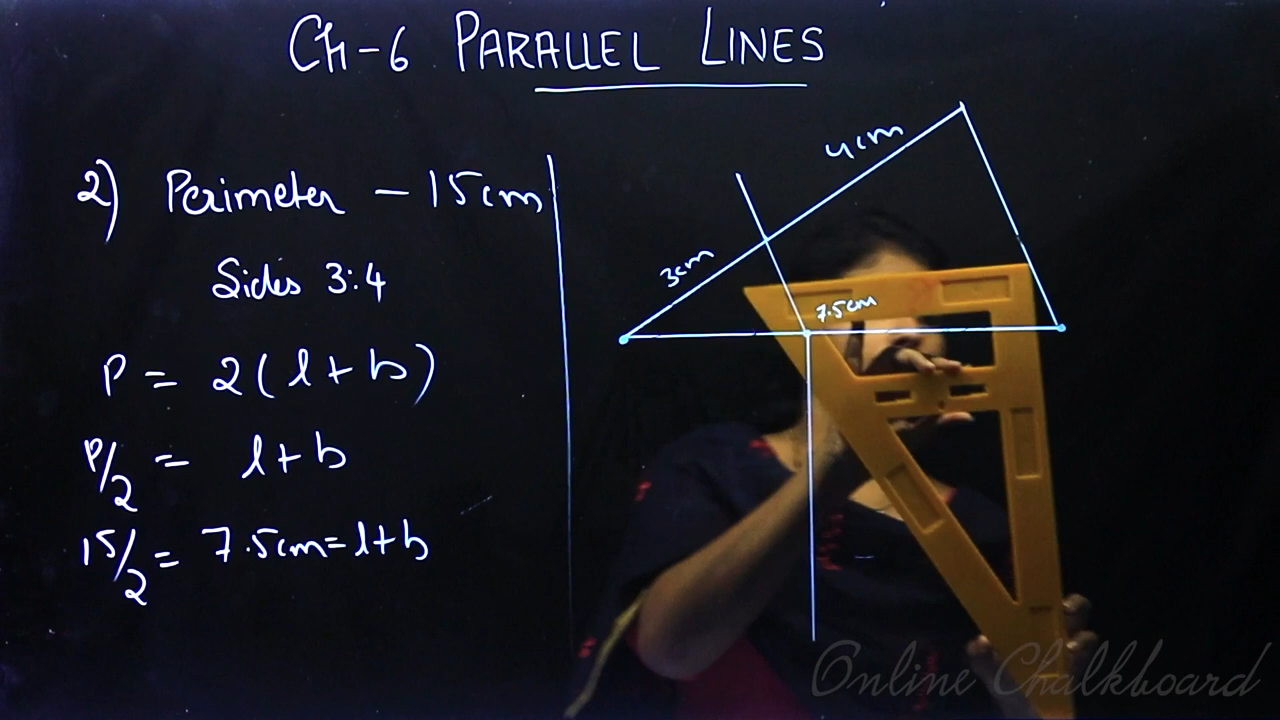 Ch-6 PARALLEL LINES
2) Perimeter - 15cm
Sides 3:4
P = 2(l+b)
P/2 = l+b
15/2 = 7.5cm = l+b
4cm
3cm
7.5cm
Online Chalkboard